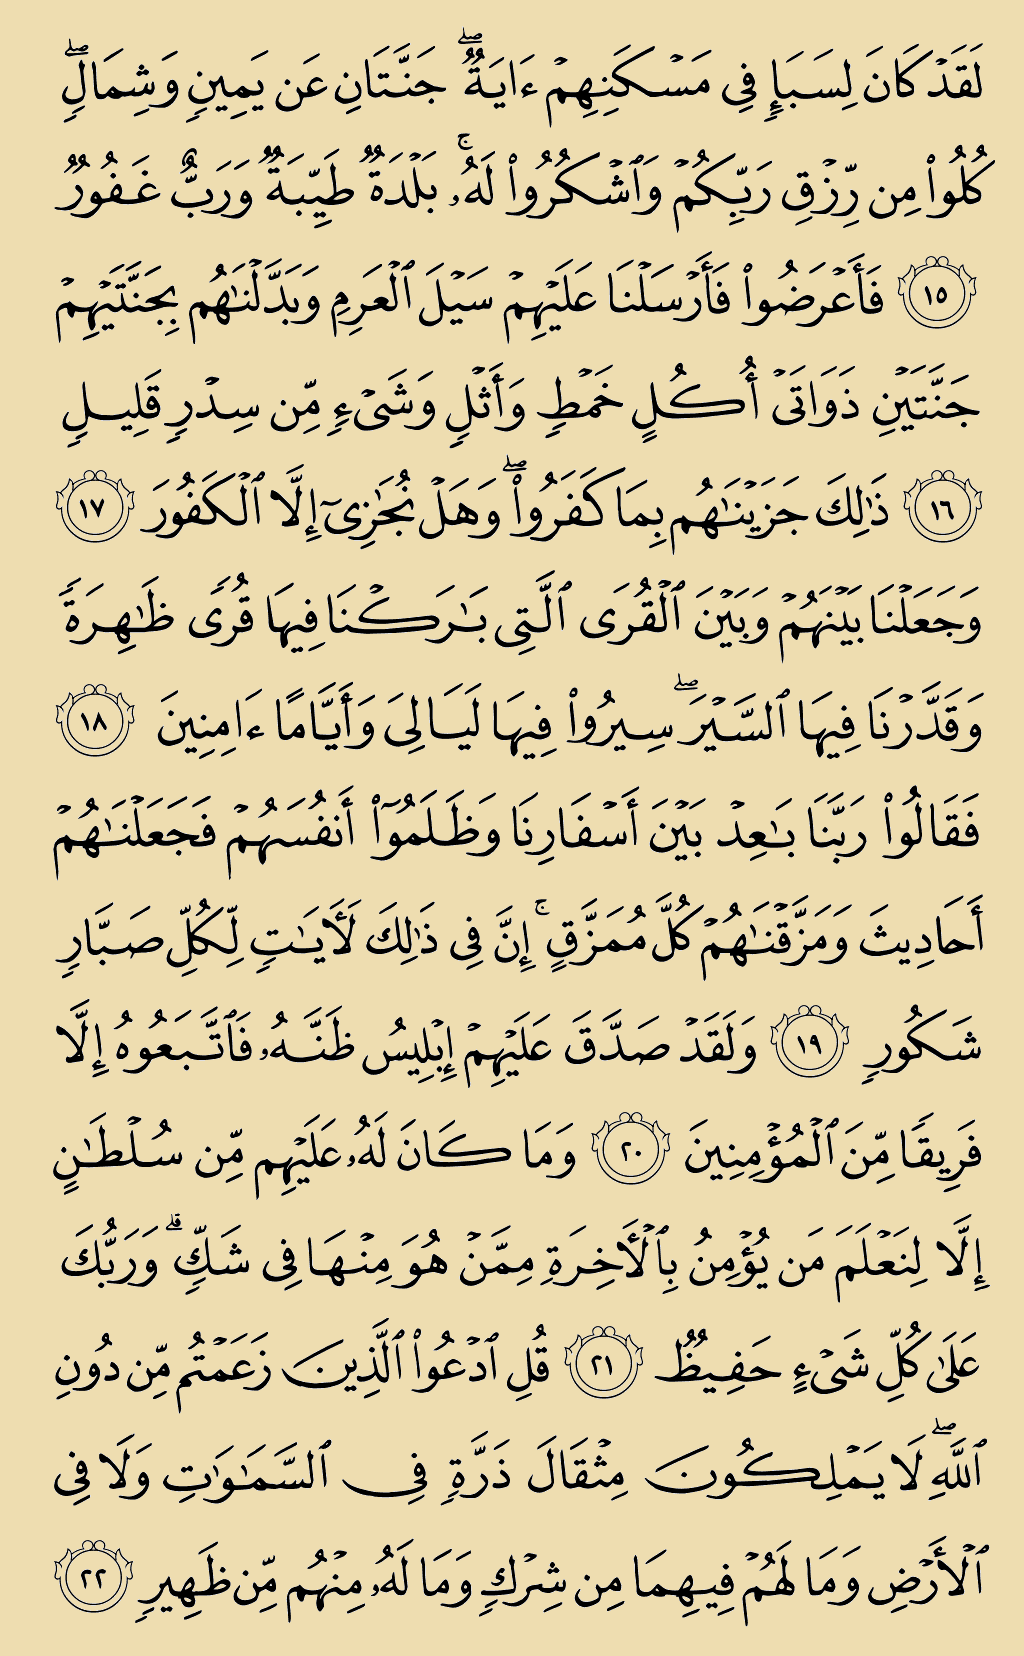 لَقَدْ كَانَ لِسَبَإٍ فِى مَسْكَنِهِمْ ءَايَةٌ ۖ جَنَّتَانِ عَن يَمِينٍ وَشِمَالٍ ۖ
كُلُوا۟ مِن رِّزْقِ رَبِّكُمْ وَٱشْكُرُوا۟ لَهُۥ ۚ بَلْدَةٌ طَيِّبَةٌ وَرَبٌّ غَفُورٌ
١٥ فَأَعْرَضُوا۟ فَأَرْسَلْنَا عَلَيْهِمْ سَيْلَ ٱلْعَرِمِ وَبَدَّلْنَـٰهُم بِجَنَّتَيْهِمْ
جَنَّتَيْنِ ذَوَاتَىْ أُكُلٍ خَمْطٍ وَأَثْلٍ وَشَىْءٍ مِّن سِدْرٍ قَلِيلٍ
١٦ ذَٰلِكَ جَزَيْنَـٰهُم بِمَا كَفَرُوا۟ ۖ وَهَلْ نُجَـٰزِىٓ إِلَّا ٱلْكَفُورَ ١٧
وَجَعَلْنَا بَيْنَهُمْ وَبَيْنَ ٱلْقُرَى ٱلَّتِى بَـٰرَكْنَا فِيهَا قُرًى ظَـٰهِرَةً
وَقَدَّرْنَا فِيهَا ٱلسَّيْرَ ۖ سِيرُوا۟ فِيهَا لَيَالِىَ وَأَيَّامًا ءَامِنِينَ ١٨
فَقَالُوا۟ رَبَّنَا بَـٰعِدْ بَيْنَ أَسْفَارِنَا وَظَلَمُوٓا۟ أَنفُسَهُمْ فَجَعَلْنَـٰهُمْ
أَحَادِيثَ وَمَزَّقْنَـٰهُمْ كُلَّ مُمَزَّقٍ ۚ إِنَّ فِى ذَٰلِكَ لَـَٔايَـٰتٍ لِّكُلِّ صَبَّارٍ
شَكُورٍ ١٩ وَلَقَدْ صَدَّقَ عَلَيْهِمْ إِبْلِيسُ ظَنَّهُۥ فَٱتَّبَعُوهُ إِلَّا
فَرِيقًا مِّنَ ٱلْمُؤْمِنِينَ ٢٠ وَمَا كَانَ لَهُۥ عَلَيْهِم مِّن سُلْطَـٰنٍ
إِلَّا لِنَعْلَمَ مَن يُؤْمِنُ بِٱلْـَٔاخِرَةِ مِمَّنْ هُوَ مِنْهَا فِى شَكٍّ ۗ وَرَبُّكَ
عَلَىٰ كُلِّ شَىْءٍ حَفِيظٌ ٢١ قُلِ ٱدْعُوا۟ ٱلَّذِينَ زَعَمْتُم مِّن دُونِ
ٱللَّهِ ۖ لَا يَمْلِكُونَ مِثْقَالَ ذَرَّةٍ فِى ٱلسَّمَـٰوَٰتِ وَلَا فِى
ٱلْأَرْضِ وَمَا لَهُمْ فِيهِمَا مِن شِرْكٍ وَمَا لَهُۥ مِنْهُم مِّن ظَهِيرٍ ٢٢